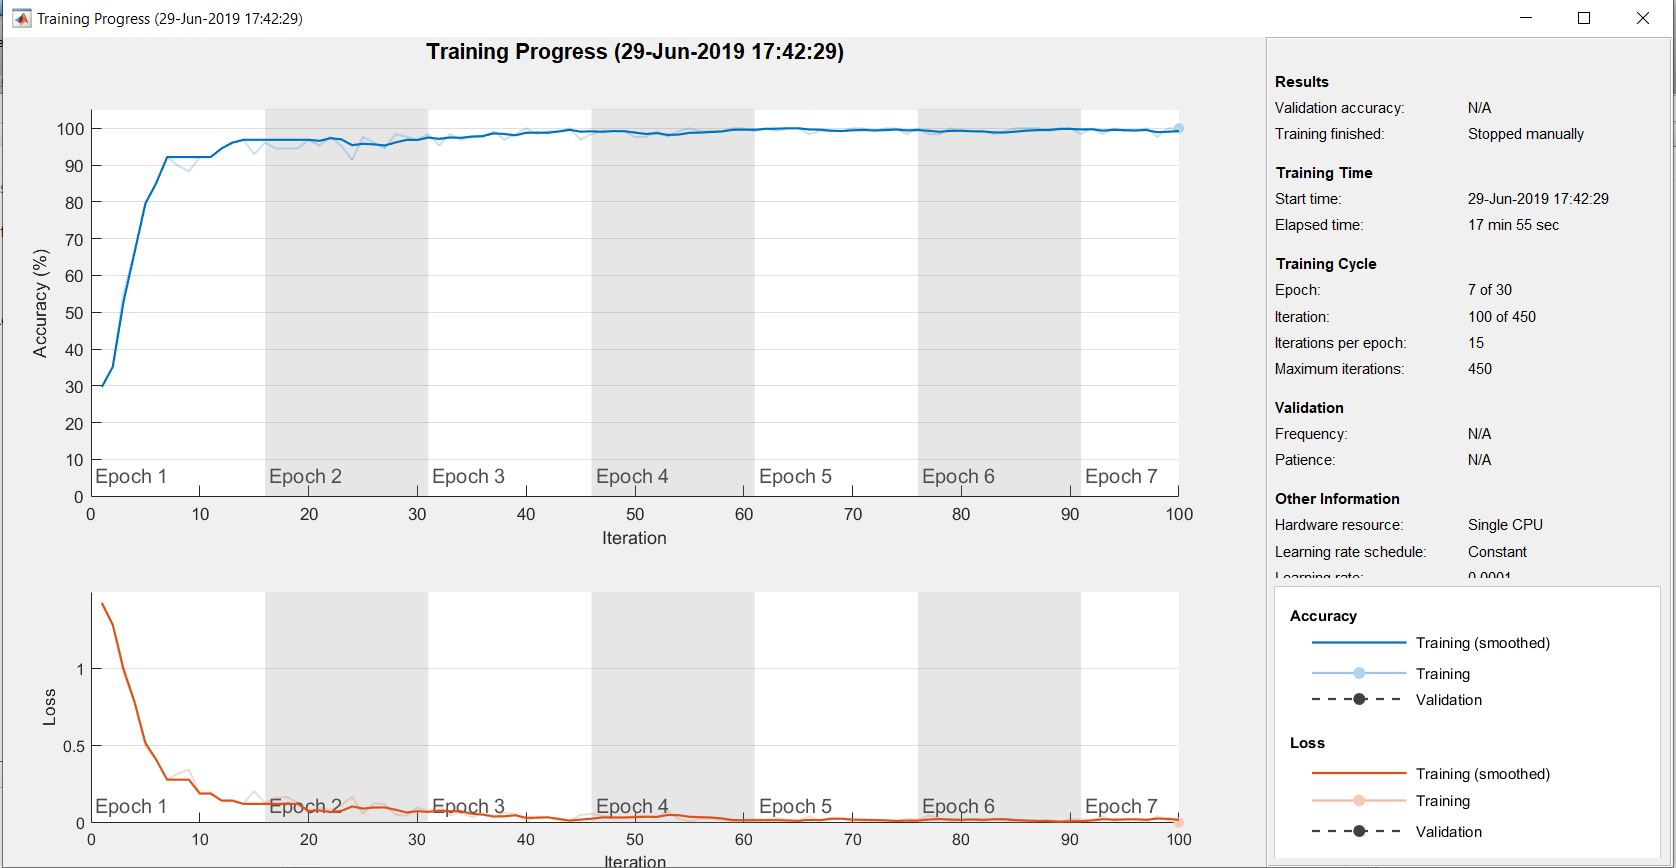 Training Progress (29-Jun-2019 17:42:29)
Training Progress (29-Jun-2019 17:42:29)
100
90
80
70
60
50
40
30
20
10
0
Accuracy (%)
Epoch 1 Epoch 2 Epoch 3 Epoch 4 Epoch 5 Epoch 6 Epoch 7
0 10 20 30 40 50 60 70 80 90 100
Iteration
1
0.5
0
Loss
Epoch 1 Epoch 2 Epoch 3 Epoch 4 Epoch 5 Epoch 6 Epoch 7
0 10 20 30 40 50 60 70 80 90 100
Iteration
Results
Validation accuracy: N/A
Training finished: Stopped manually
Training Time
Start time: 29-Jun-2019 17:42:29
Elapsed time: 17 min 55 sec
Training Cycle
Epoch: 7 of 30
Iteration: 100 of 450
Iterations per epoch: 15
Maximum iterations: 450
Validation
Frequency: N/A
Patience: N/A
Other Information
Hardware resource: Single CPU
Learning rate schedule: Constant
Learning rate: 0.0001
Accuracy
Training (smoothed)
Training
Validation
Loss
Training (smoothed)
Training
Validation